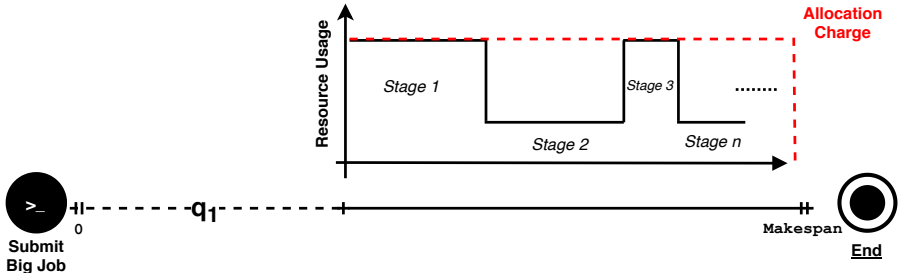 Allocation
Charge
Resource Usage
Stage 1
Stage 3
........
Stage 2
Stage n
>_
q1
0
Makespan
Submit
Big Job
End